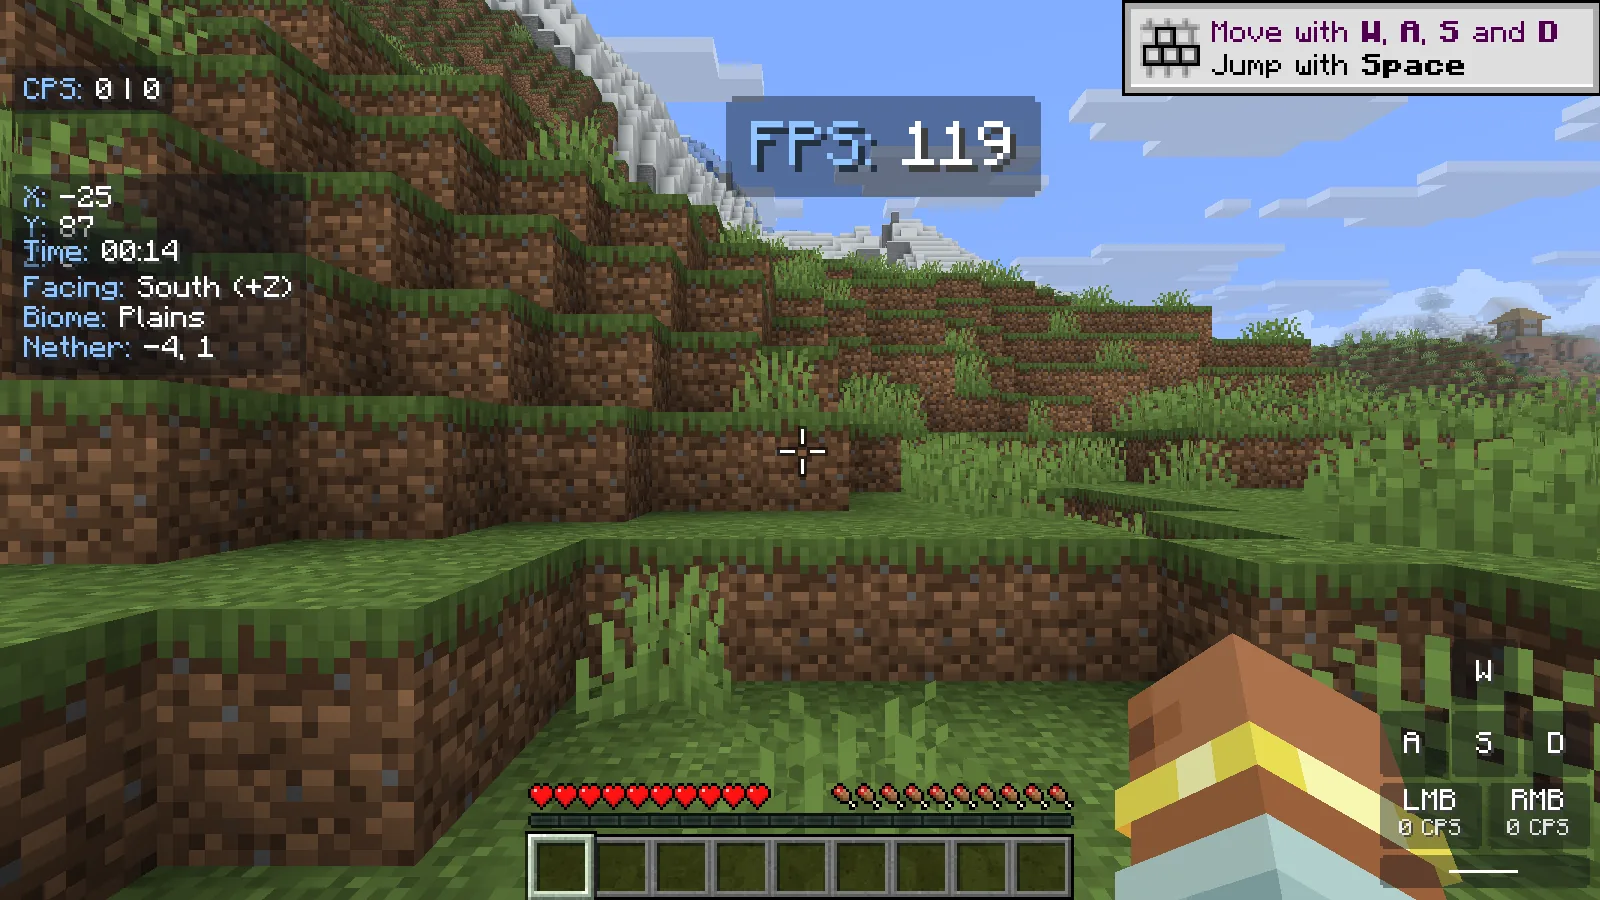 Move with W, A, S and D
Jump with Space
CPS: 0 | 0
FPS: 119
X: -25
Y: 87
Time: 00:14
Facing: South (+Z)
Biome: Plains
Nether: -4, 1
W
A S D
LMB RMB
0 CPS 0 CPS